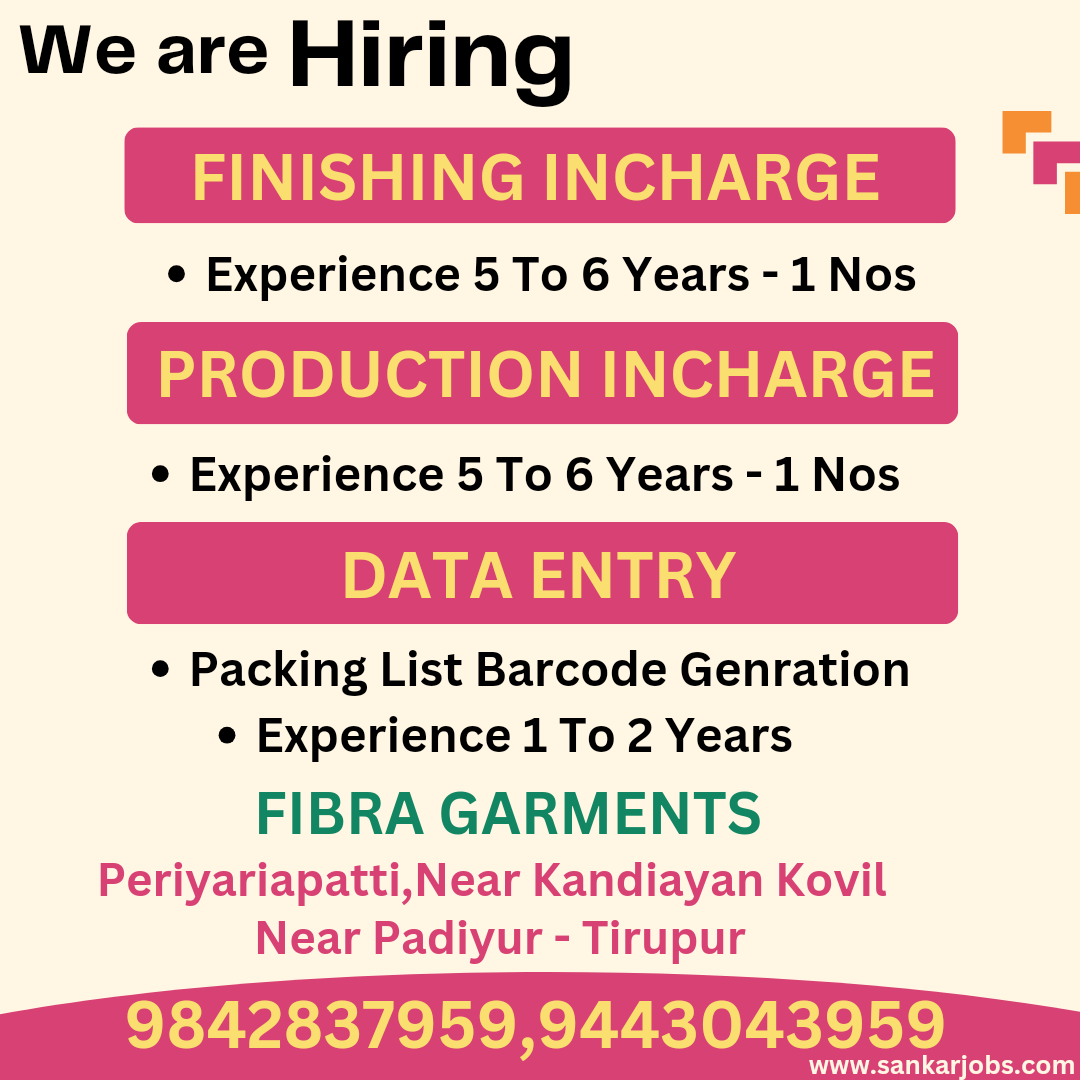 We are Hiring
FINISHING INCHARGE
• Experience 5 To 6 Years - 1 Nos
PRODUCTION INCHARGE
• Experience 5 To 6 Years - 1 Nos
DATA ENTRY
• Packing List Barcode Genration
• Experience 1 To 2 Years
FIBRA GARMENTS
Periyariapatti,Near Kandiayan Kovil
Near Padiyur - Tirupur
9842837959,9443043959
www.sankarjobs.com